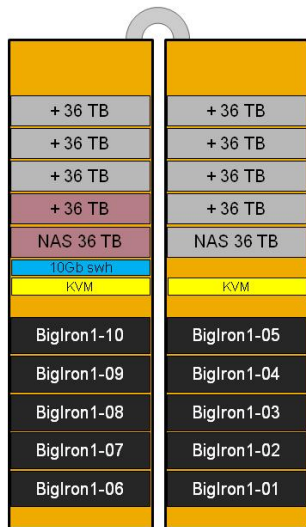 + 36 TB
+ 36 TB
+ 36 TB
+ 36 TB
NAS 36 TB
10Gb swh
KVM
BigIron1-10
BigIron1-09
BigIron1-08
BigIron1-07
BigIron1-06
+ 36 TB
+ 36 TB
+ 36 TB
+ 36 TB
NAS 36 TB
KVM
BigIron1-05
BigIron1-04
BigIron1-03
BigIron1-02
BigIron1-01